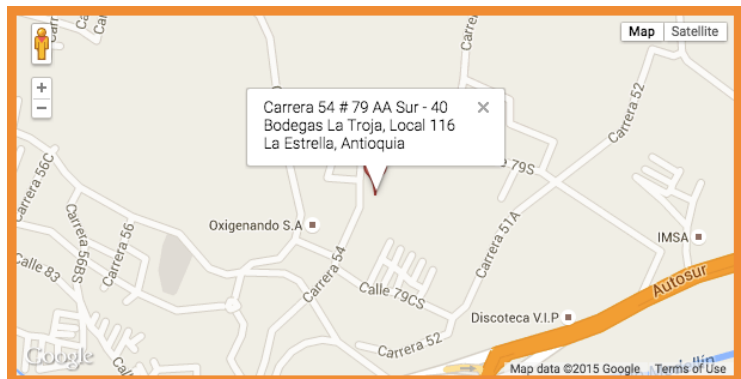 Map Satellite
+
−
Carrera 54 # 79 AA Sur - 40
Bodegas La Troja, Local 116
La Estrella, Antioquia
×
Carrera 52
79S
Carrera 56C
Carrera 56BS
Carrera 56
Calle 83
Oxigenando S.A
Carrera 54
Calle 79CS
Carrera 51A
IMSA
Autosur
Discoteca V.I.P
Carrera 52
Google
Map data ©2015 Google Terms of Use